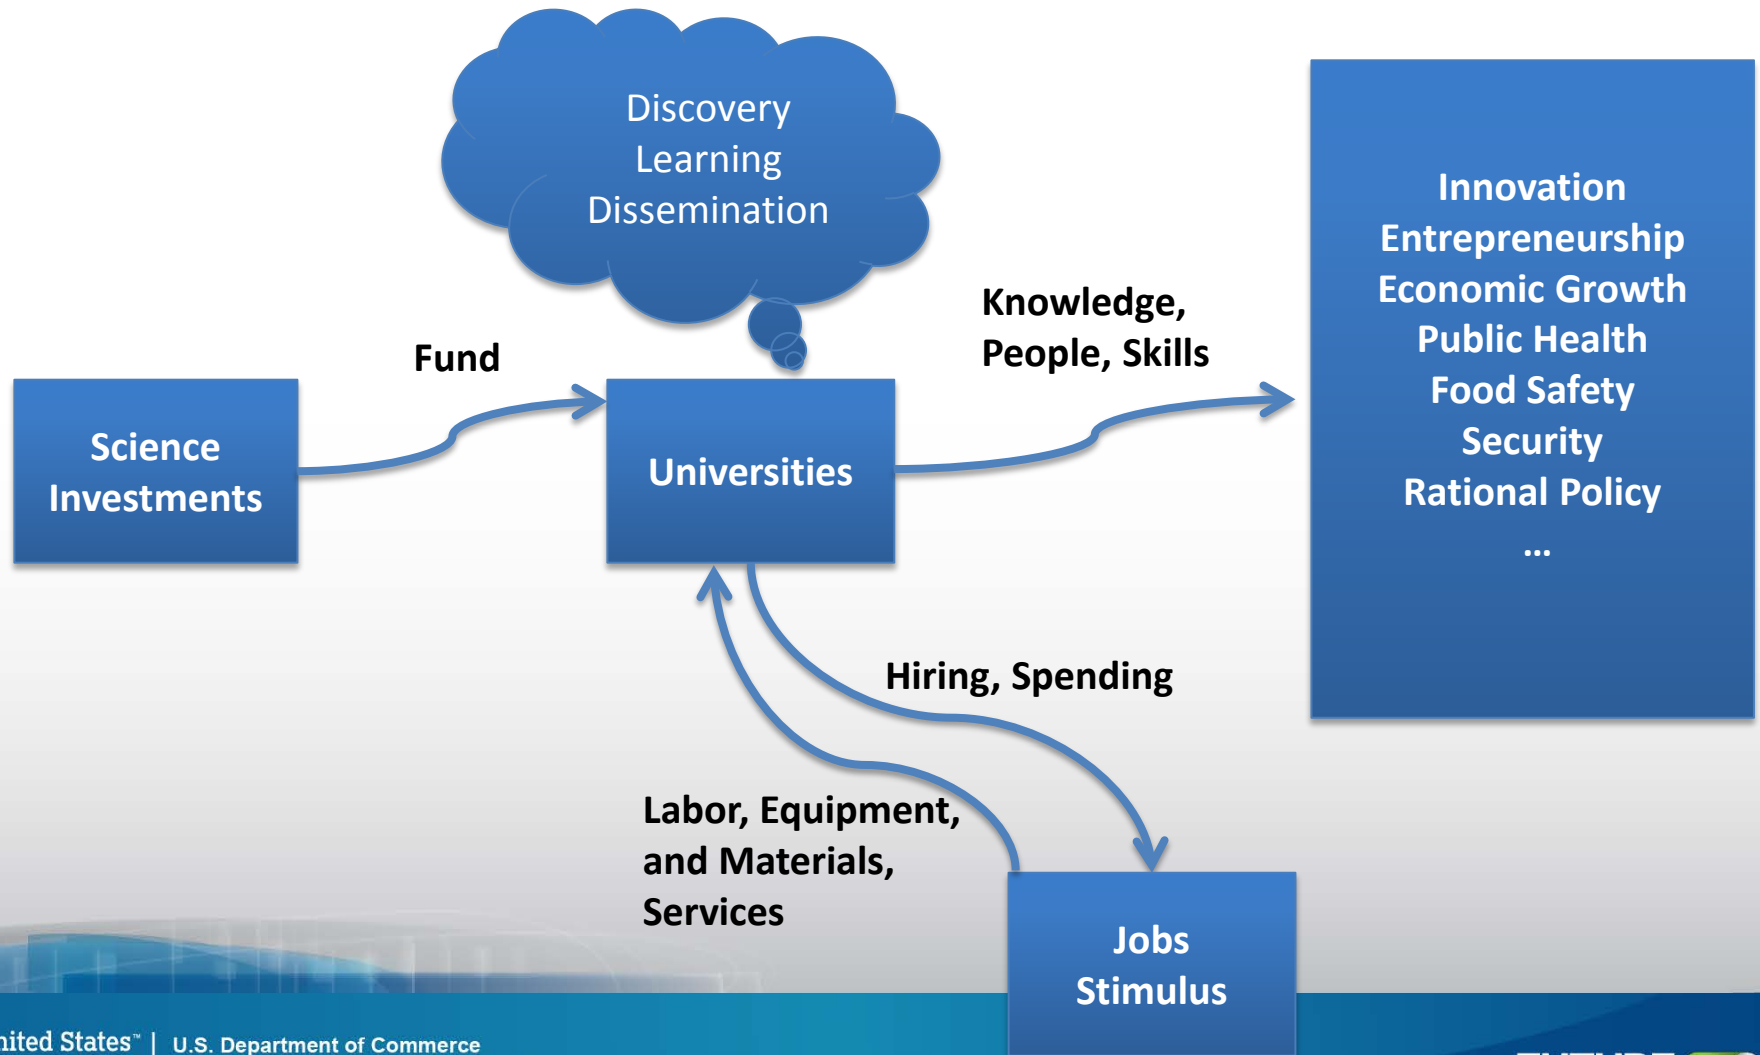 Discovery
Learning
Dissemination
Innovation
Entrepreneurship
Economic Growth
Public Health
Food Safety
Security
Rational Policy
...
Knowledge,
People, Skills
Fund
Science
Investments
Universities
Hiring, Spending
Labor, Equipment,
and Materials,
Services
Jobs
Stimulus
States™ | U.S. Department of Commerce